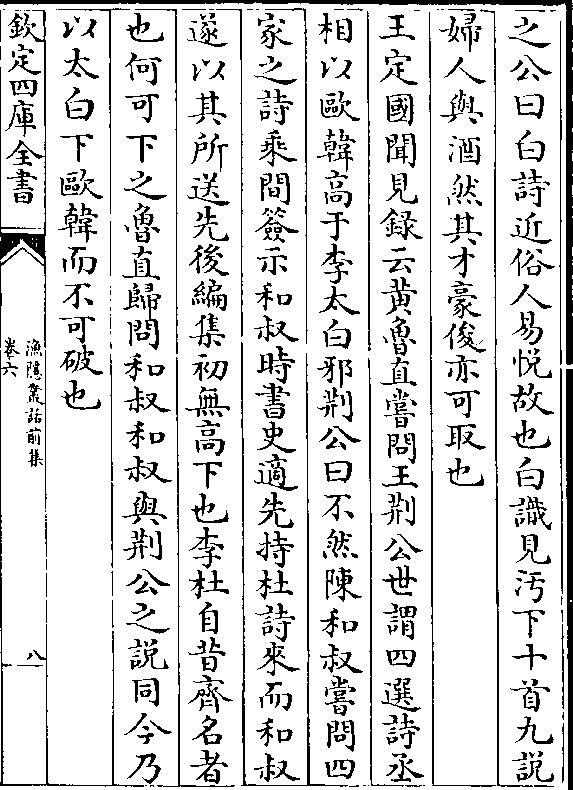 之公曰白詩近俗人易悅故也白識見汚下十首九説
婦人與酒然其才豪俊亦可取也
王定國聞見録云黄魯直嘗問王荆公世謂四選詩丞
相以歐韓高于李太白邪荆公曰不然陳和叔嘗問四
家之詩乘間簽示和叔時書史適先持杜詩來而和叔
遂以其所送先後編集初無高下也李杜自昔齊名者
也何可下之魯直歸問和叔和叔與荆公之説同今乃
以太白下歐韓而不可破也
欽定四庫全書
漁隠叢話前集
卷六
八